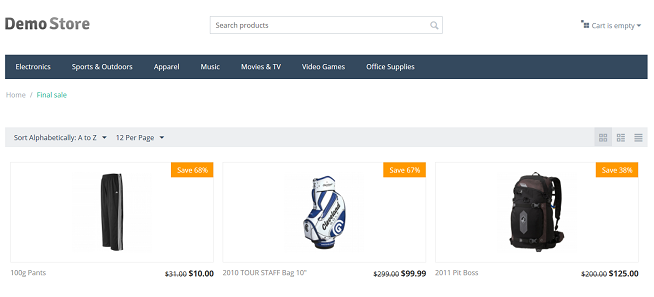 Demo Store
Search products
Cart is empty
Electronics Sports & Outdoors Apparel Music Movies & TV Video Games Office Supplies
Home / Final sale
Sort Alphabetically: A to Z 12 Per Page
Save 68% Save 67% Save 38%
Cleveland
100g Pants $31.00 $10.00 2010 TOUR STAFF Bag 10" $299.00 $99.99 2011 Pit Boss $200.00 $125.00